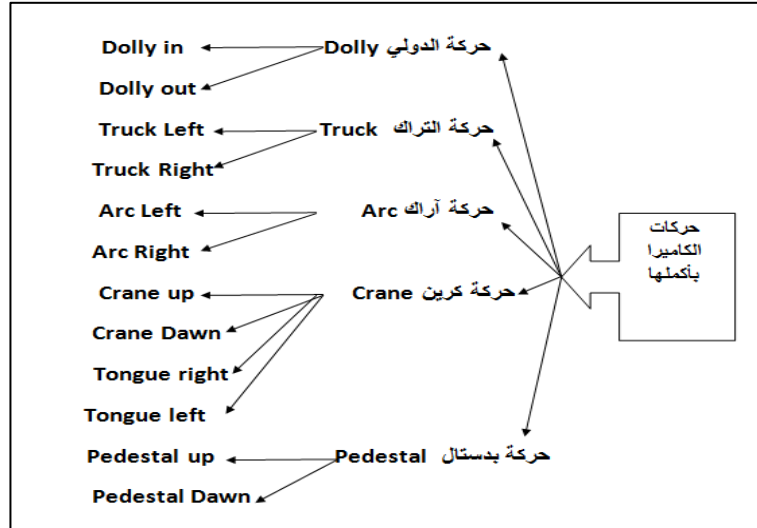 حركات
الكاميرا
بأكملها
حركة الدولي Dolly
Dolly in
Dolly out
حركة التراك Truck
Truck Left
Truck Right
حركة آراك Arc
Arc Left
Arc Right
حركة كرين Crane
Crane up
Crane Dawn
Tongue right
Tongue left
حركة بدستال Pedestal
Pedestal up
Pedestal Dawn